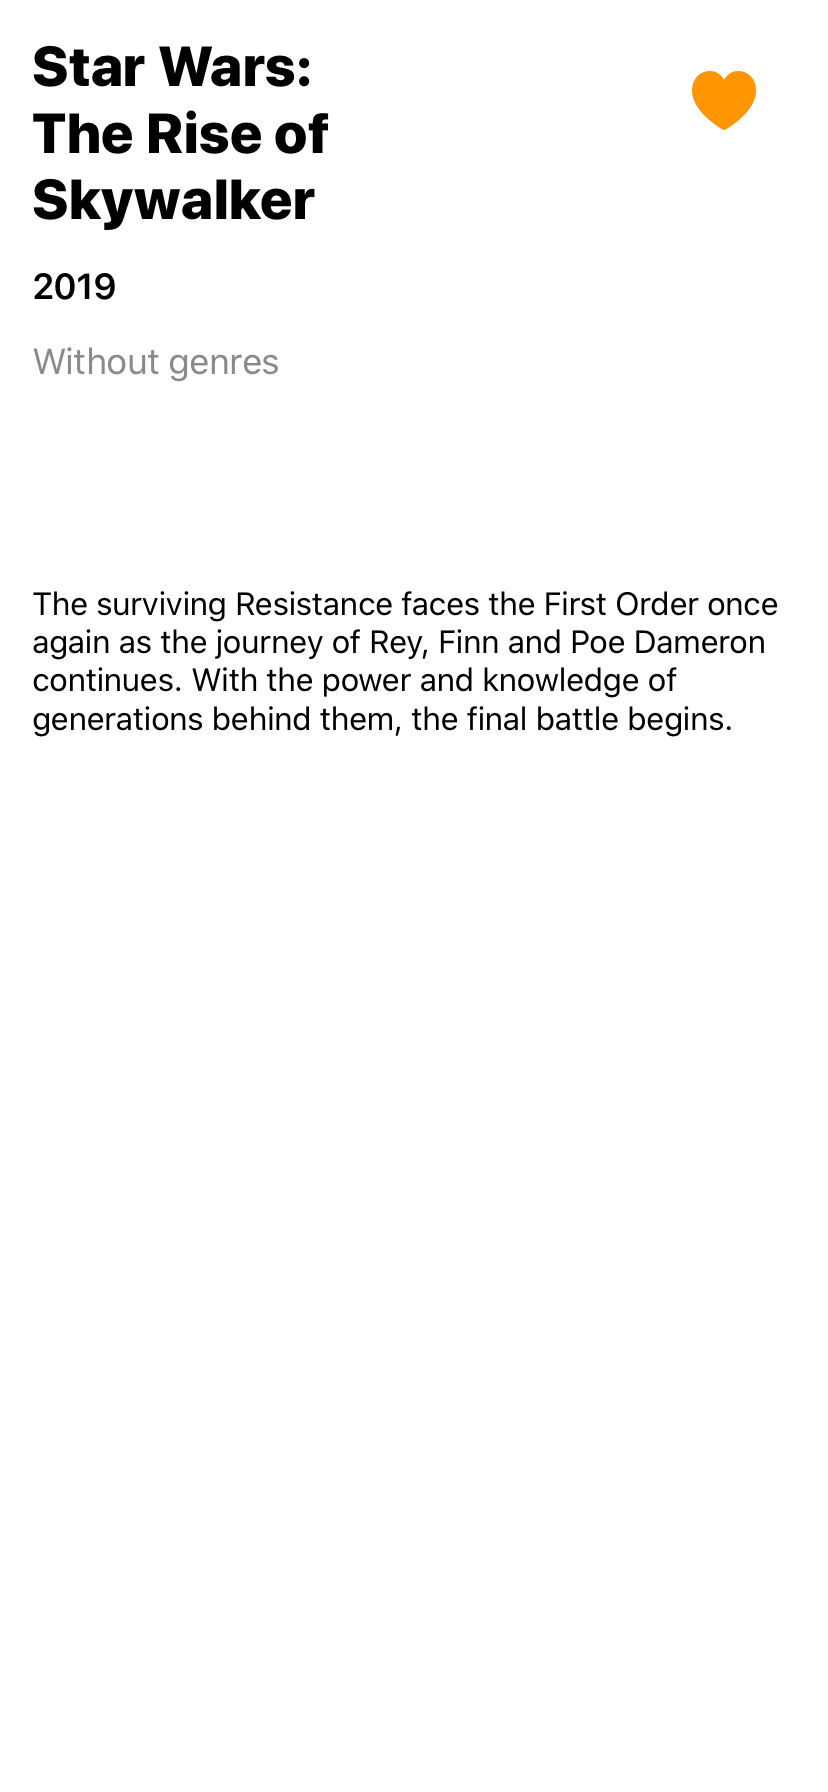 Star Wars:
The Rise of
Skywalker
2019
Without genres
The surviving Resistance faces the First Order once
again as the journey of Rey, Finn and Poe Dameron
continues. With the power and knowledge of
generations behind them, the final battle begins.